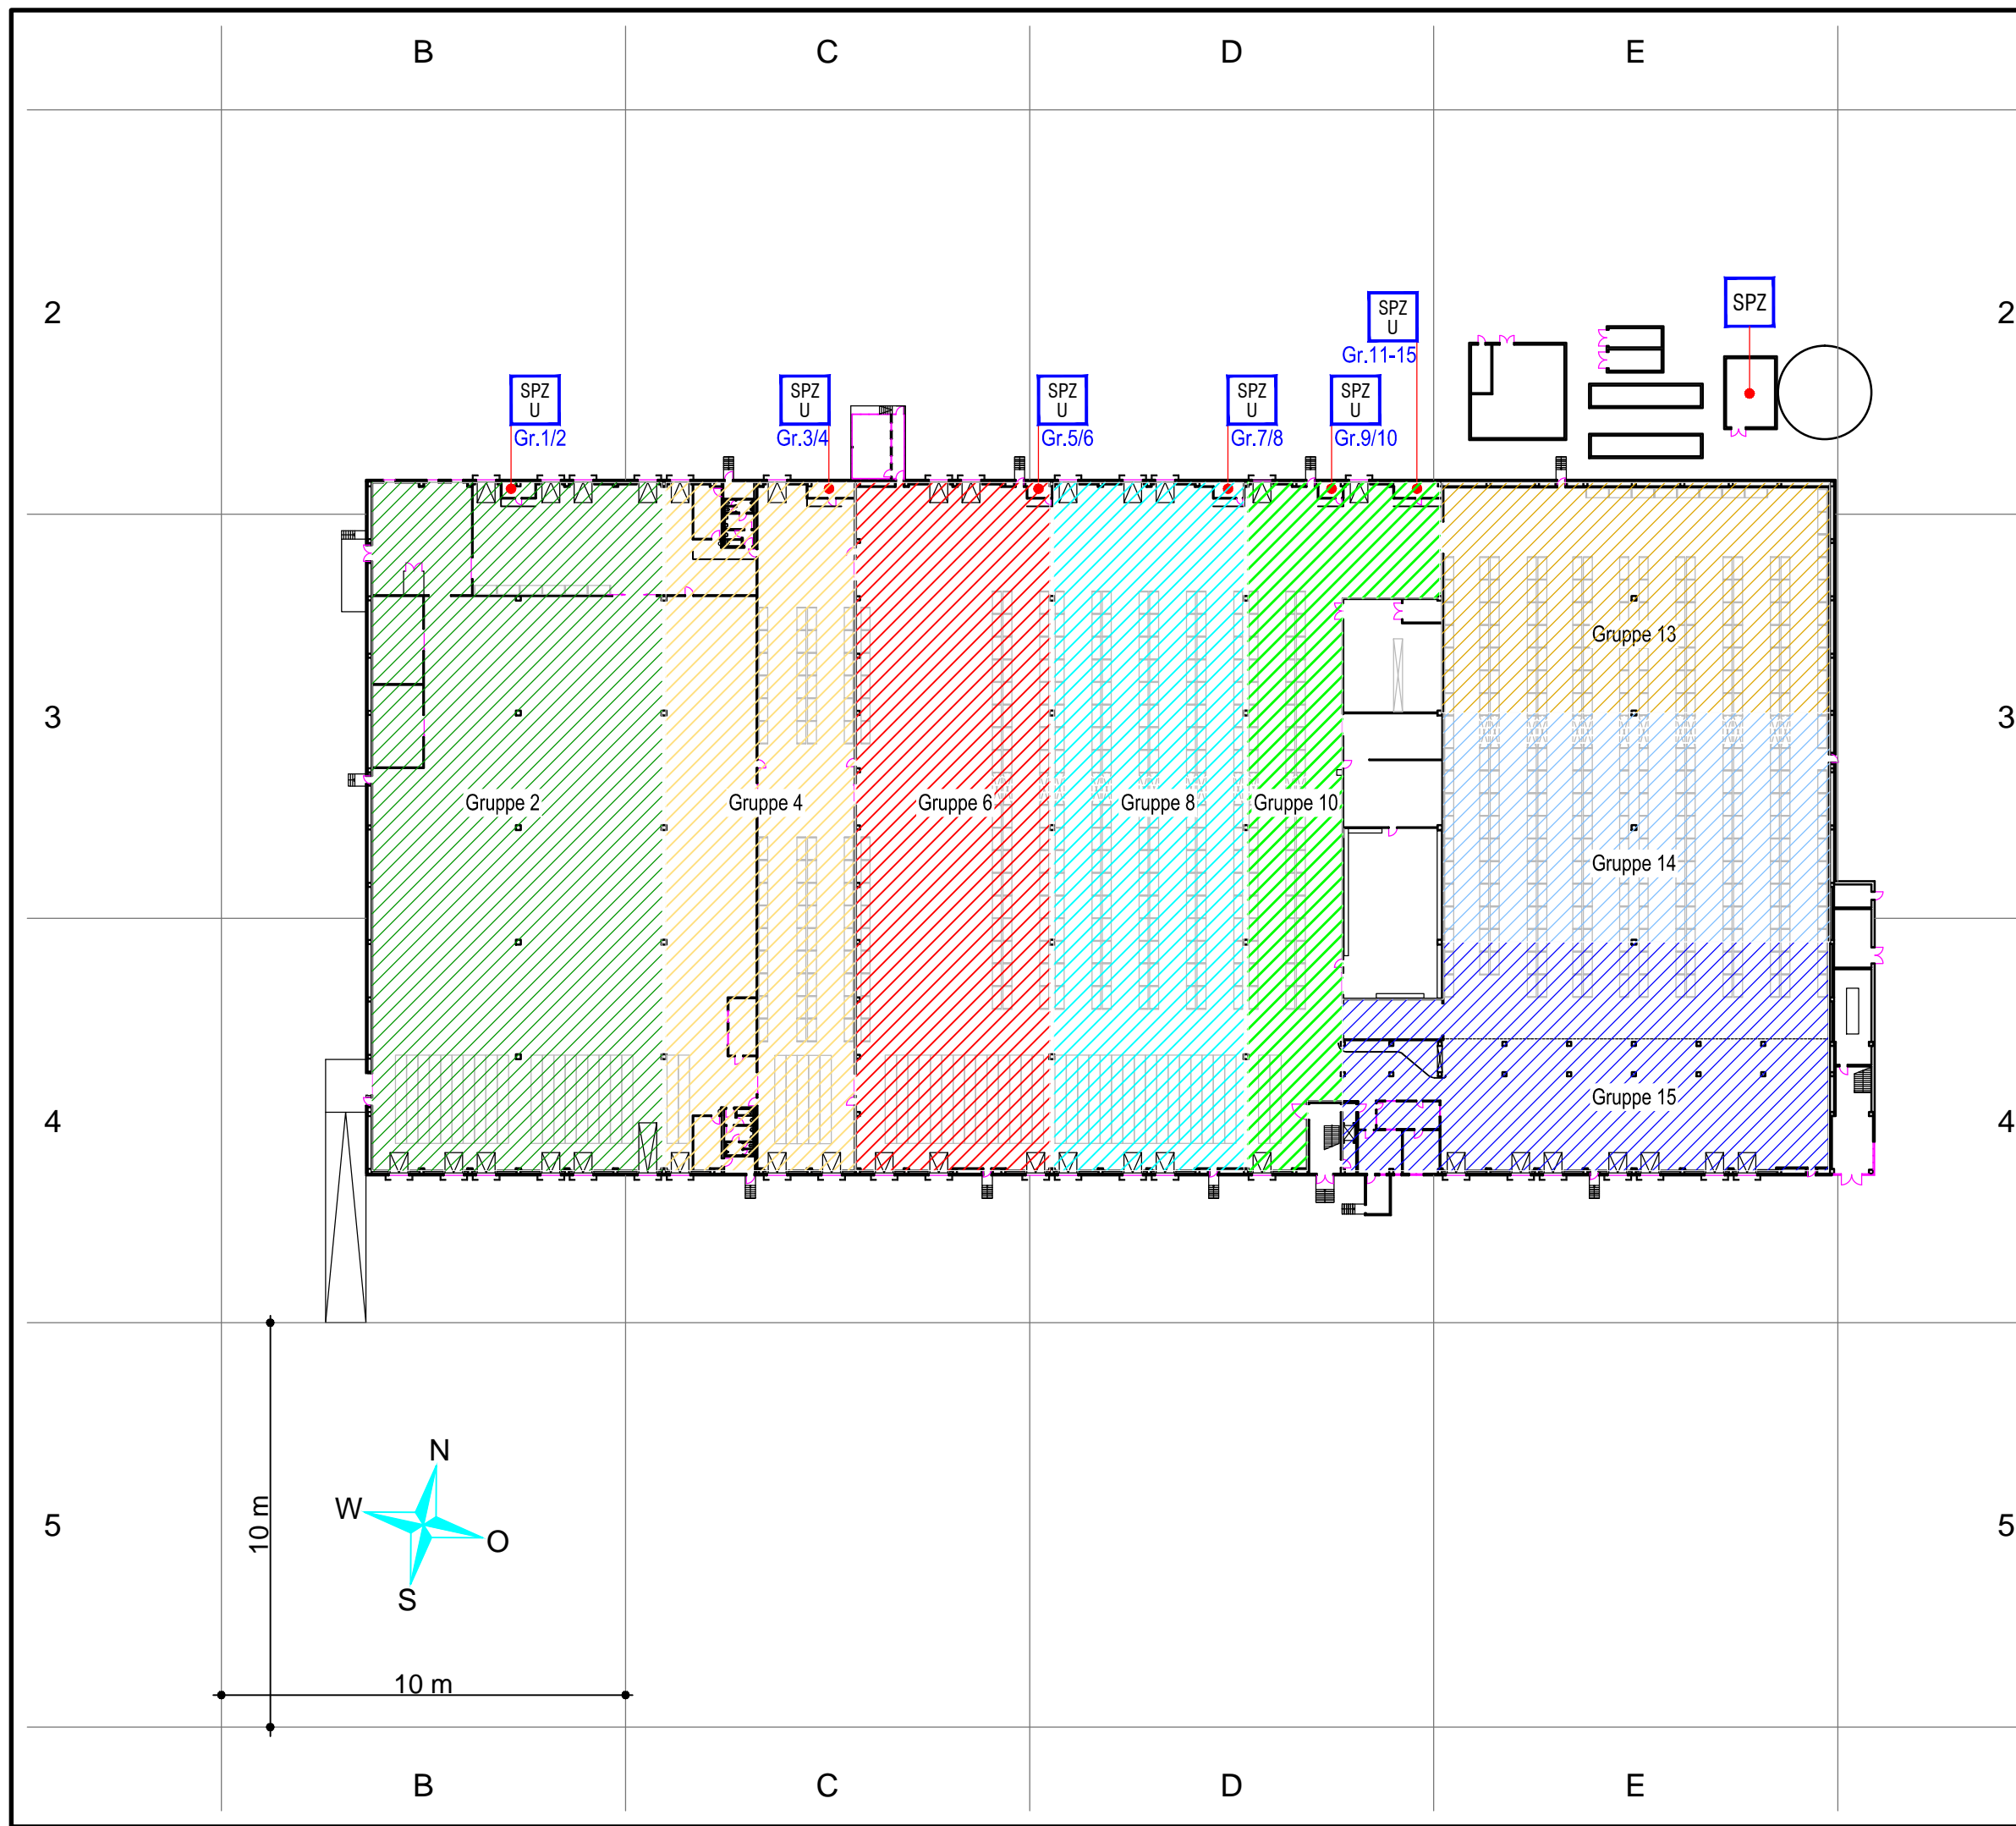 B C D E
2 2
SPZ
SPZ
U
Gr.11-15
SPZ
U
Gr.1/2
SPZ
U
Gr.3/4
SPZ
U
Gr.5/6
SPZ
U
Gr.7/8
SPZ
U
Gr.9/10
Gruppe 13
3 3
Gruppe 2 Gruppe 4 Gruppe 6 Gruppe 8 Gruppe 10
Gruppe 14
Gruppe 15
4 4
N
W
O
S
10 m
5 5
10 m
B C D E